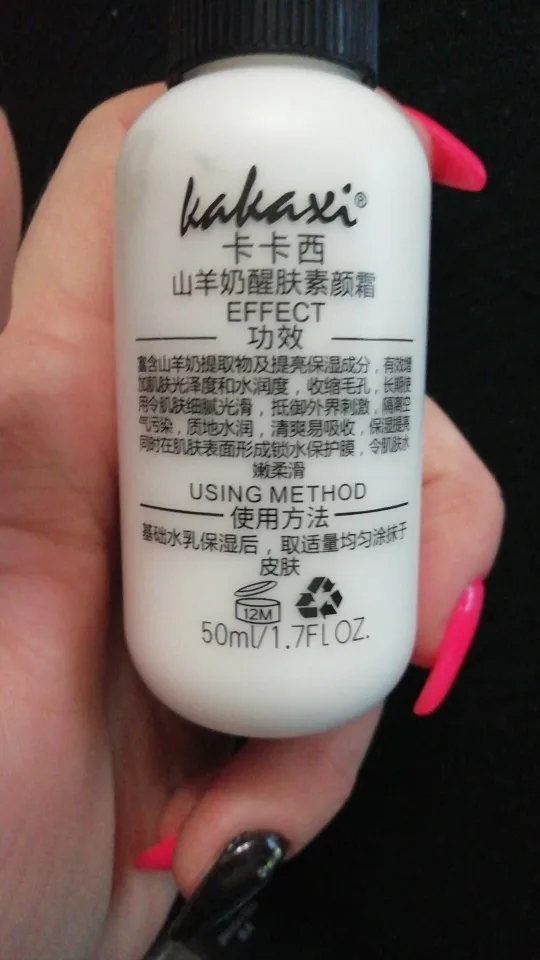 kakaxi®
卡卡西
山羊奶醒肤素颜霜
EFFECT
功效
富含山羊奶提取物及提亮保湿成分，有效增
加肌肤光泽度和水润度，收缩毛孔，长期使
用令肌肤细腻光滑，抵御外界刺激，隔离空
气污染，质地水润，清爽易吸收，保湿提亮
同时在肌肤表面形成锁水保护膜，令肌肤水
嫩柔滑
USING METHOD
使用方法
基础水乳保湿后，取适量均匀涂抹于
皮肤
12M
50ml/1.7FLOZ.